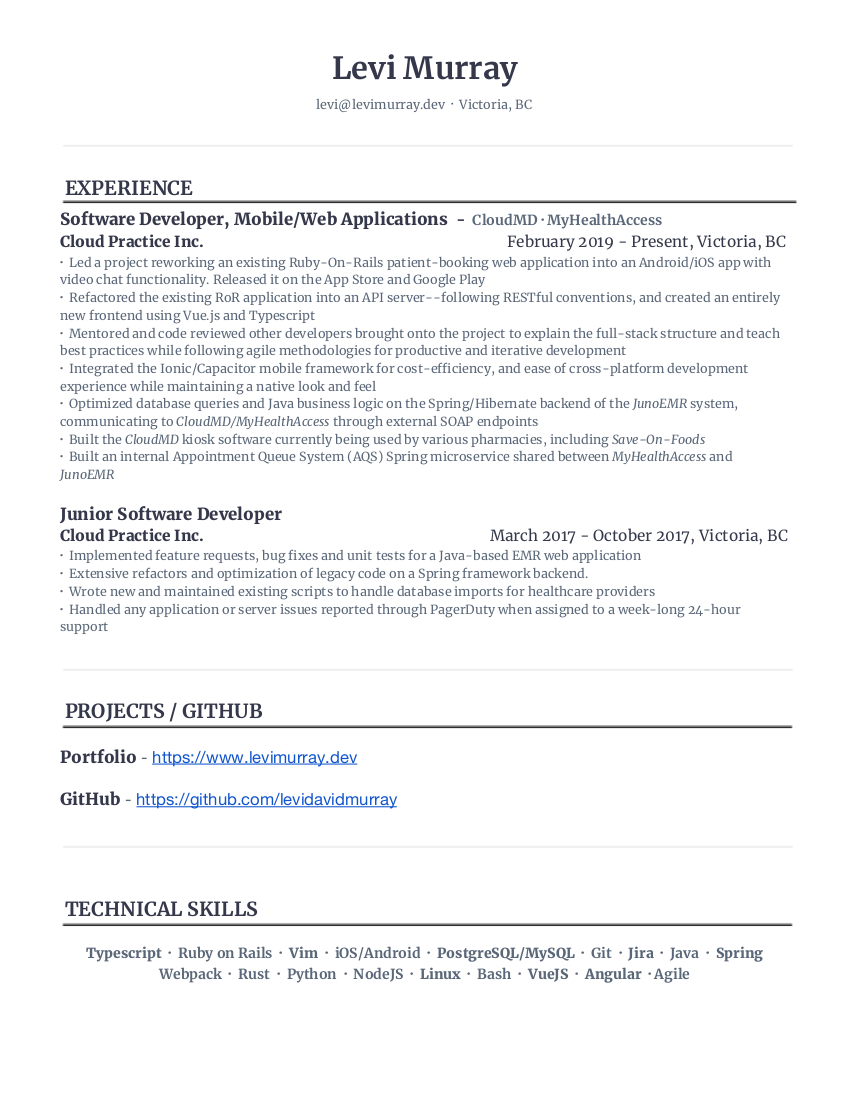 Levi Murray
levi@levimurray.dev · Victoria, BC
EXPERIENCE
Software Developer, Mobile/Web Applications - CloudMD · MyHealthAccess
Cloud Practice Inc. February 2019 - Present, Victoria, BC
· Led a project reworking an existing Ruby-On-Rails patient-booking web application into an Android/iOS app with
video chat functionality. Released it on the App Store and Google Play
· Refactored the existing RoR application into an API server--following RESTful conventions, and created an entirely
new frontend using Vue.js and Typescript
· Mentored and code reviewed other developers brought onto the project to explain the full-stack structure and teach
best practices while following agile methodologies for productive and iterative development
· Integrated the Ionic/Capacitor mobile framework for cost-efficiency, and ease of cross-platform development
experience while maintaining a native look and feel
· Optimized database queries and Java business logic on the Spring/Hibernate backend of the JunoEMR system,
communicating to CloudMD/MyHealthAccess through external SOAP endpoints
· Built the CloudMD kiosk software currently being used by various pharmacies, including Save-On-Foods
· Built an internal Appointment Queue System (AQS) Spring microservice shared between MyHealthAccess and
JunoEMR
Junior Software Developer
Cloud Practice Inc. March 2017 - October 2017, Victoria, BC
· Implemented feature requests, bug fixes and unit tests for a Java-based EMR web application
· Extensive refactors and optimization of legacy code on a Spring framework backend.
· Wrote new and maintained existing scripts to handle database imports for healthcare providers
· Handled any application or server issues reported through PagerDuty when assigned to a week-long 24-hour
support
PROJECTS / GITHUB
Portfolio - https://www.levimurray.dev
GitHub - https://github.com/levidavidmurray
TECHNICAL SKILLS
Typescript · Ruby on Rails · Vim · iOS/Android · PostgreSQL/MySQL · Git · Jira · Java · Spring
Webpack · Rust · Python · NodeJS · Linux · Bash · VueJS · Angular · Agile